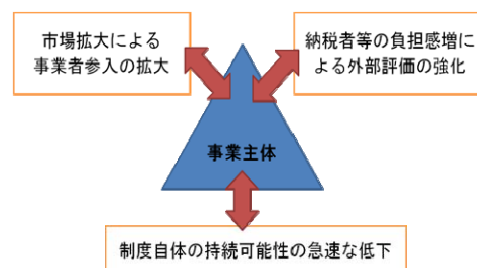 市場拡大による
事業者参入の拡大
納税者等の負担感増に
よる外部評価の強化
事業主体
制度自体の持続可能性の急速な低下